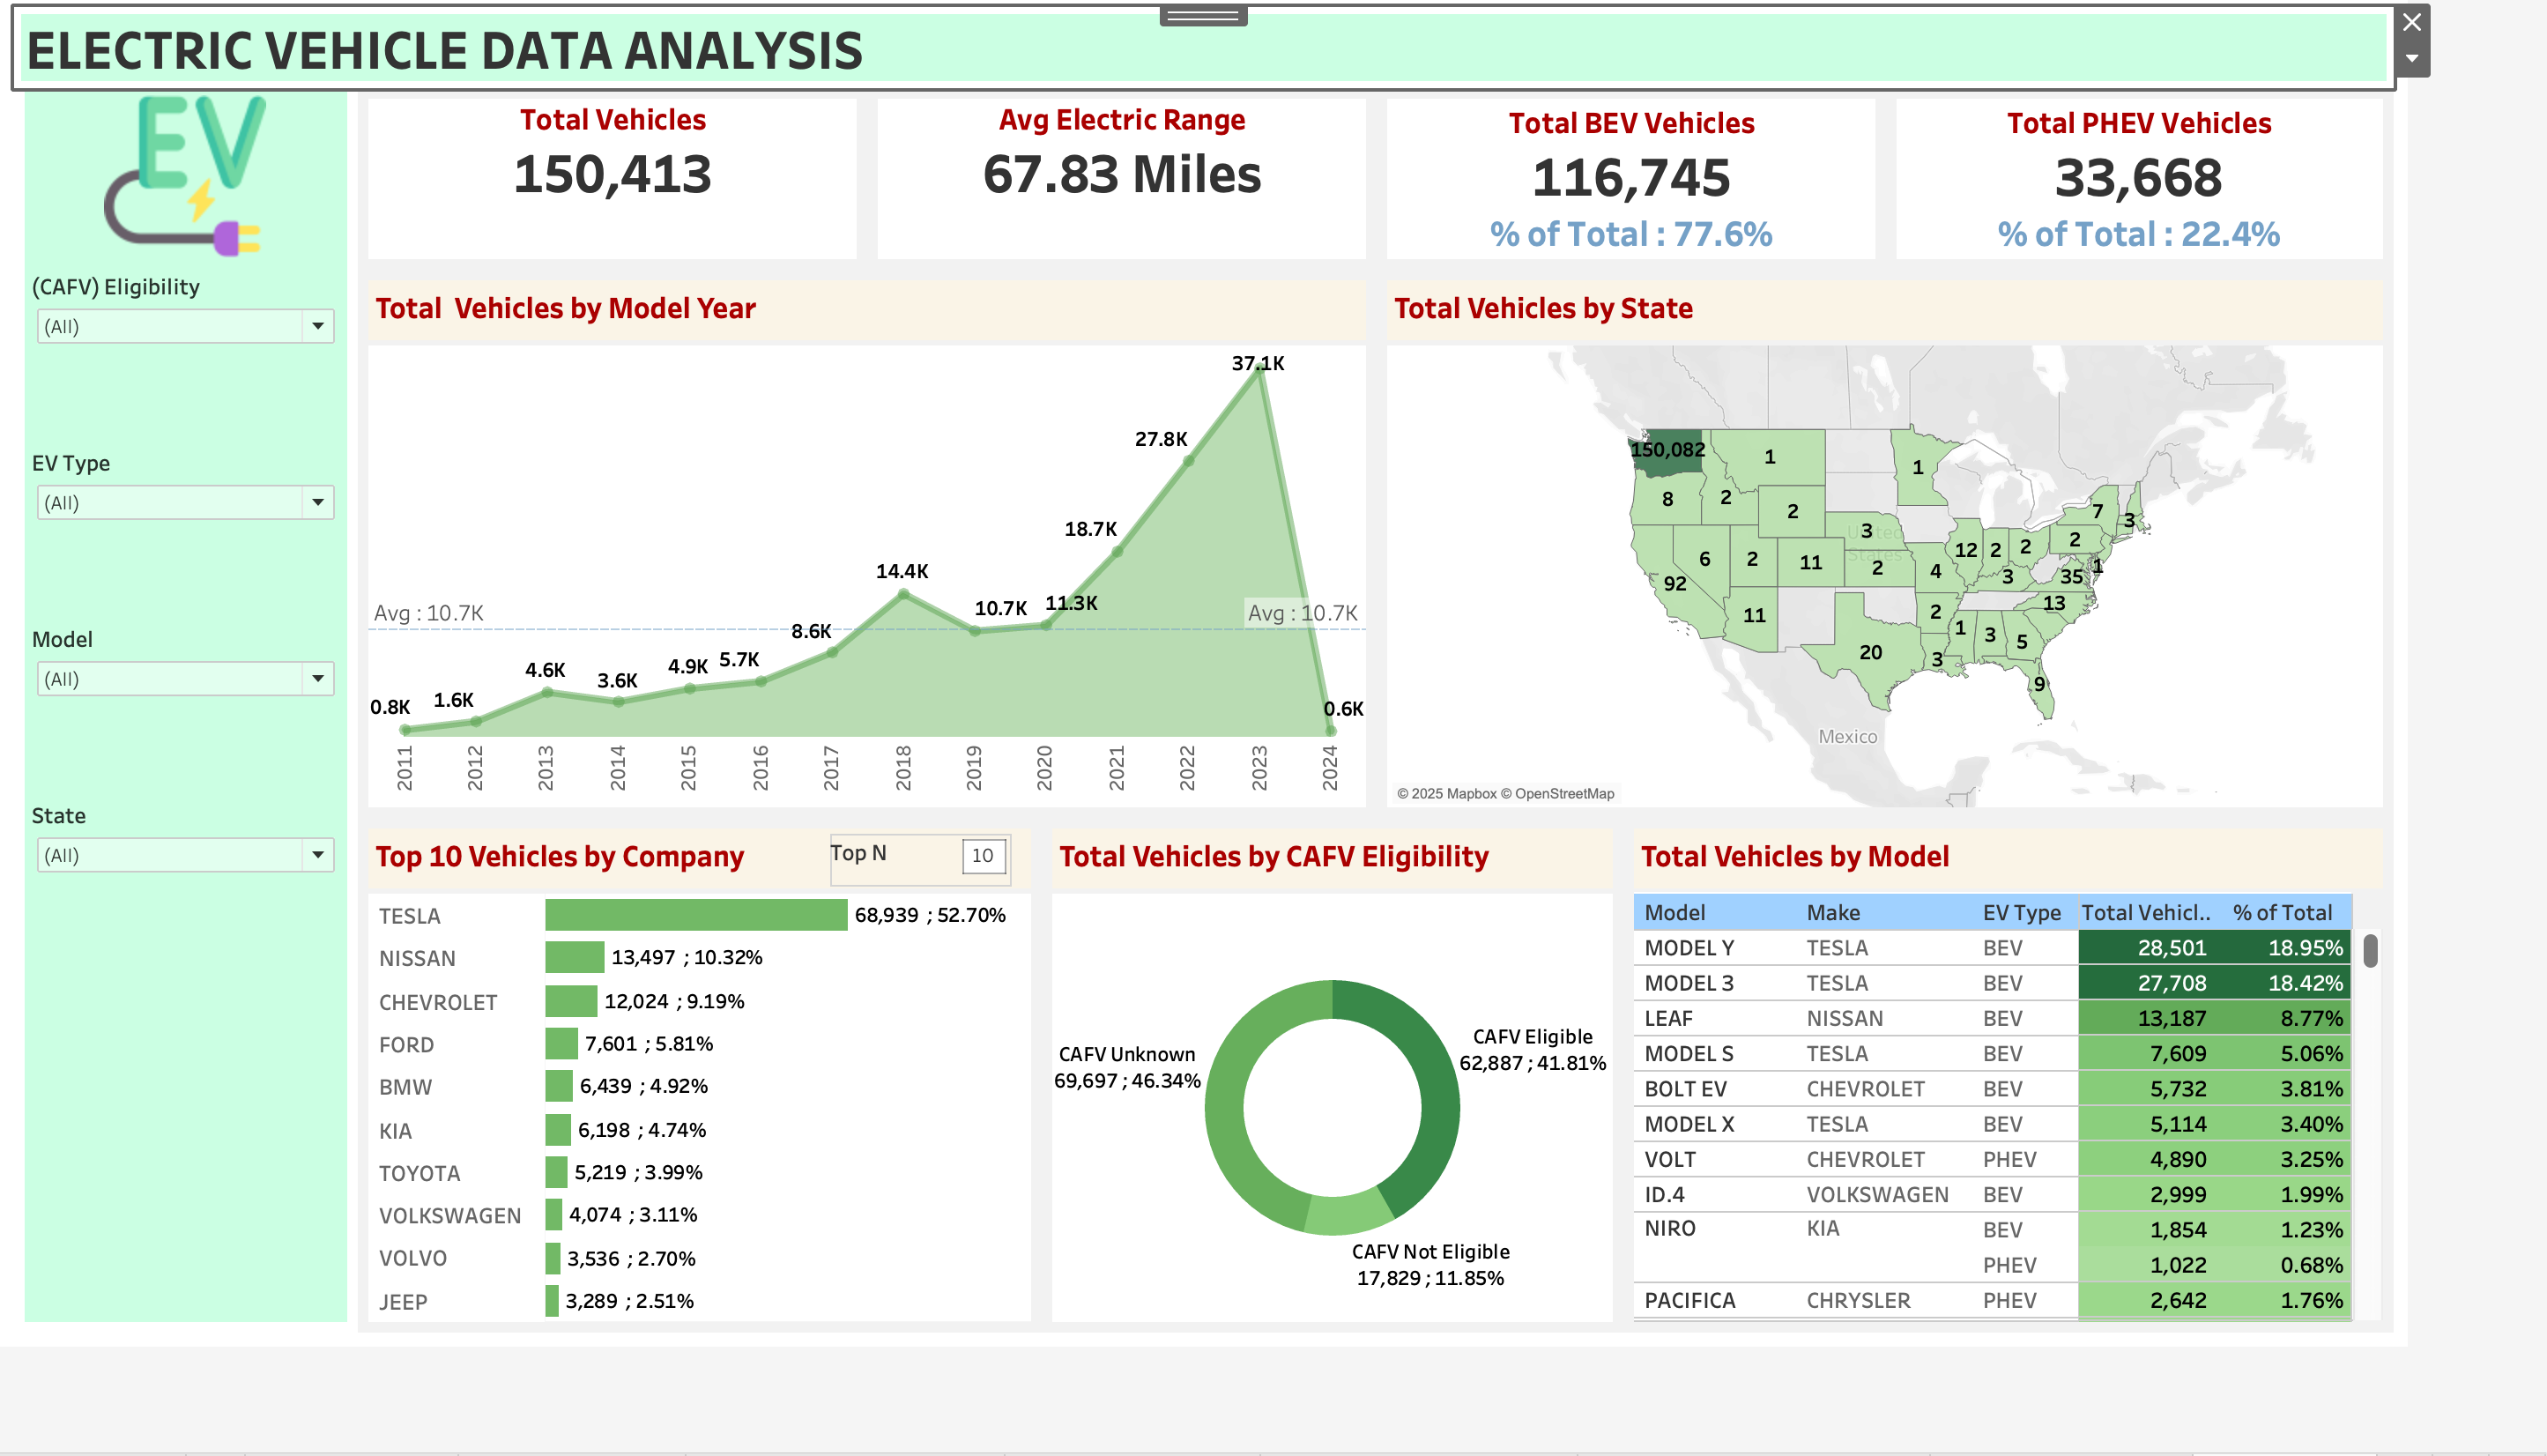 ELECTRIC VEHICLE DATA ANALYSIS
EV
(CAFV) Eligibility
(All)
EV Type
(All)
Model
(All)
State
(All)
Total Vehicles
150,413
Avg Electric Range
67.83 Miles
Total BEV Vehicles
116,745
% of Total : 77.6%
Total PHEV Vehicles
33,668
% of Total : 22.4%
Total  Vehicles by Model Year
37.1K
27.8K
18.7K
14.4K
10.7K
11.3K
Avg : 10.7K
Avg : 10.7K
8.6K
5.7K
4.9K
4.6K
3.6K
1.6K
0.8K
0.6K
2011
2012
2013
2014
2015
2016
2017
2018
2019
2020
2021
2022
2023
2024
Total Vehicles by State
150,082
1
1
8
2
2
3
7
3
United
States
6
2
11
2
4
12
2
2
2
1
92
3
35
11
2
13
20
3
1
3
5
9
Mexico
© 2025 Mapbox © OpenStreetMap
Top 10 Vehicles by Company
Top N
10
TESLA 68,939 ; 52.70%
NISSAN 13,497 ; 10.32%
CHEVROLET 12,024 ; 9.19%
FORD 7,601 ; 5.81%
BMW 6,439 ; 4.92%
KIA 6,198 ; 4.74%
TOYOTA 5,219 ; 3.99%
VOLKSWAGEN 4,074 ; 3.11%
VOLVO 3,536 ; 2.70%
JEEP 3,289 ; 2.51%
Total Vehicles by CAFV Eligibility
CAFV Eligible
62,887 ; 41.81%
CAFV Unknown
69,697 ; 46.34%
CAFV Not Eligible
17,829 ; 11.85%
Total Vehicles by Model
Model Make EV Type Total Vehicl.. % of Total
MODEL Y TESLA BEV 28,501 18.95%
MODEL 3 TESLA BEV 27,708 18.42%
LEAF NISSAN BEV 13,187 8.77%
MODEL S TESLA BEV 7,609 5.06%
BOLT EV CHEVROLET BEV 5,732 3.81%
MODEL X TESLA BEV 5,114 3.40%
VOLT CHEVROLET PHEV 4,890 3.25%
ID.4 VOLKSWAGEN BEV 2,999 1.99%
NIRO KIA BEV 1,854 1.23%
PHEV 1,022 0.68%
PACIFICA CHRYSLER PHEV 2,642 1.76%